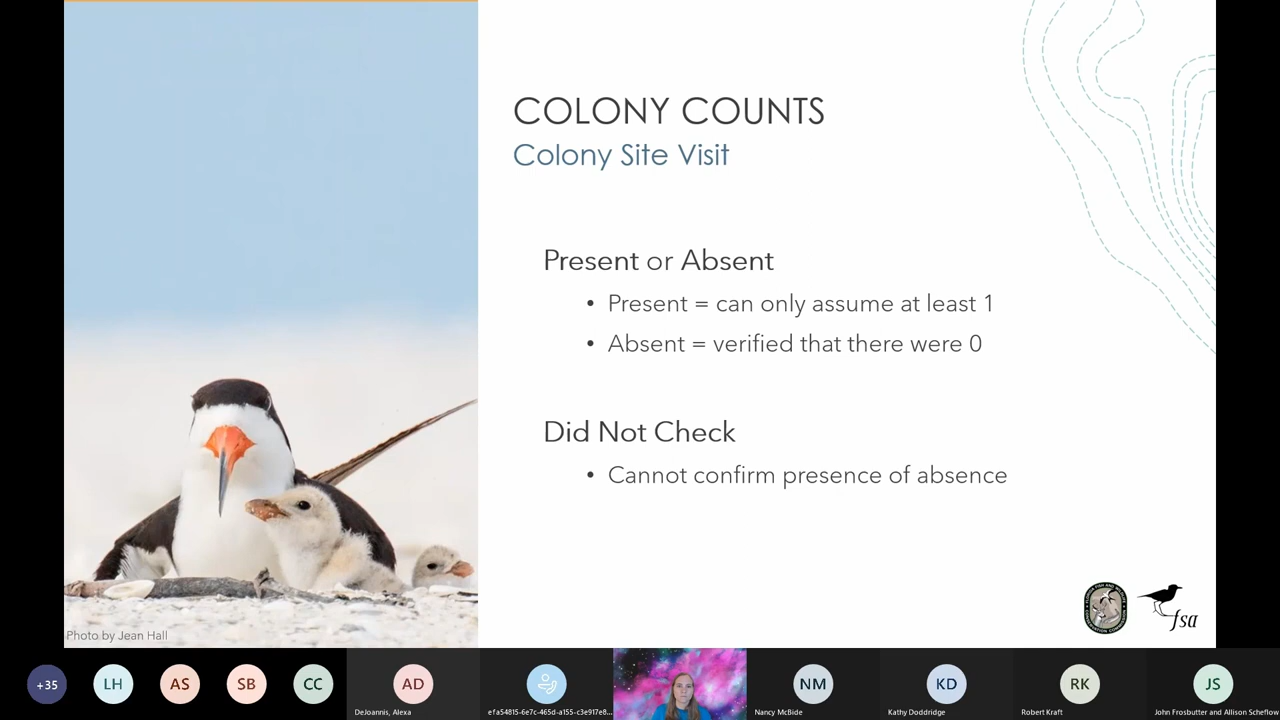 COLONY COUNTS
Colony Site Visit
Present or Absent
• Present = can only assume at least 1
• Absent = verified that there were 0
Did Not Check
• Cannot confirm presence of absence
Photo by Jean Hall
fsa
+35
LH
AS
SB
CC
AD
DeJoannis, Alexa
efa54815-6e7c-465d-a155-c3e917e8...
NM
Nancy McBide
KD
Kathy Doddridge
RK
Robert Kraft
JS
John Frosbutter and Allison Scheflow